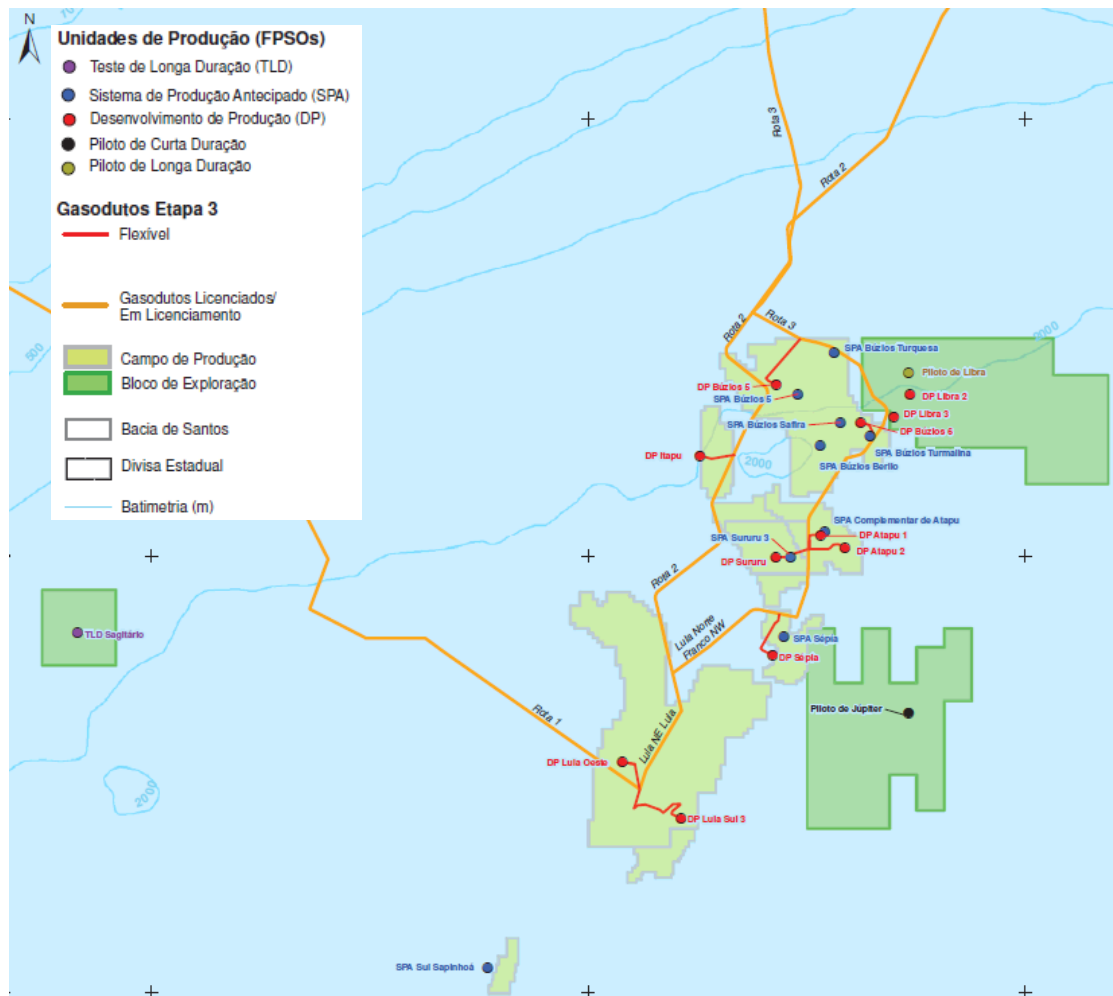 N
Unidades de Produção (FPSOs)
Teste de Longa Duração (TLD)
Sistema de Produção Antecipado (SPA)
Desenvolvimento de Produção (DP)
Piloto de Curta Duração
Piloto de Longa Duração
Gasodutos Etapa 3
Flexível
Gasodutos Licenciados/
Em Licenciamento
Campo de Produção
Bloco de Exploração
Bacia de Santos
Divisa Estadual
Batimetria (m)
Rota 3
Rota 2
500
Rota 2
Rota 3
2000
SPA Búzios Turquesa
Piloto de Libra
DP Búzios 5
SPA Búzios 5
DP Libra 2
DP Libra 3
SPA Búzios Safira
DP Búzios 6
SPA Búzios Turmalina
DP Itapu
2000
SPA Búzios Berilo
SPA Complementar de Atapu
SPA Sururu 3
DP Atapu 1
DP Sururu
DP Atapu 2
Rota 2
TLD Sagitário
Lula Norte
Franco NW
SPA Sépia
DP Sépia
Rota 1
Piloto de Júpiter
Lula NE Lula
DP Lula Oeste
2000
DP Lula Sul 3
SPA Sul Sapinhoá